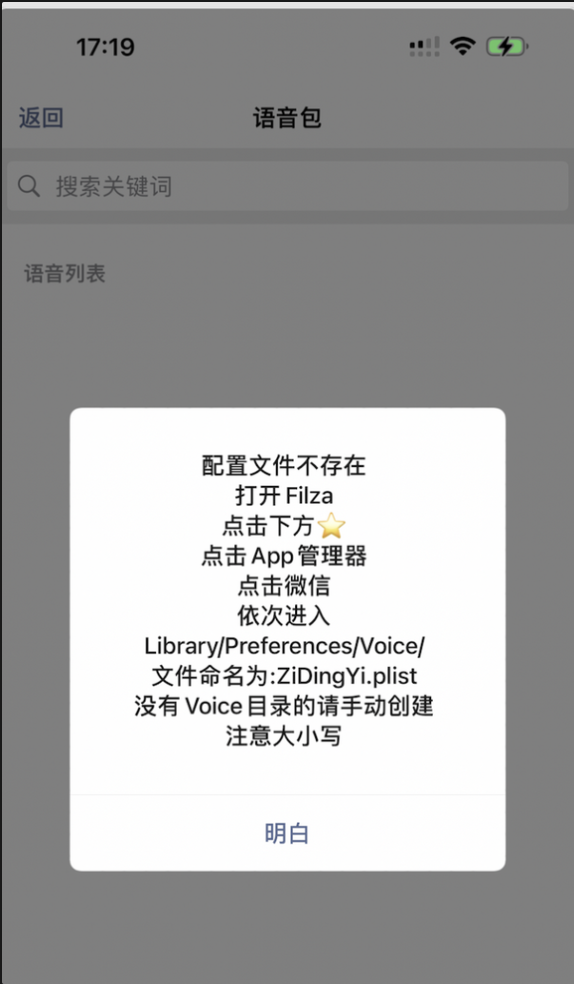 17:19
返回
语音包
搜索关键词
语音列表
配置文件不存在
打开 Filza
点击下方⭐
点击 App 管理器
点击微信
依次进入
Library/Preferences/Voice/
文件命名为:ZiDingYi.plist
没有 Voice 目录的请手动创建
注意大小写
明白